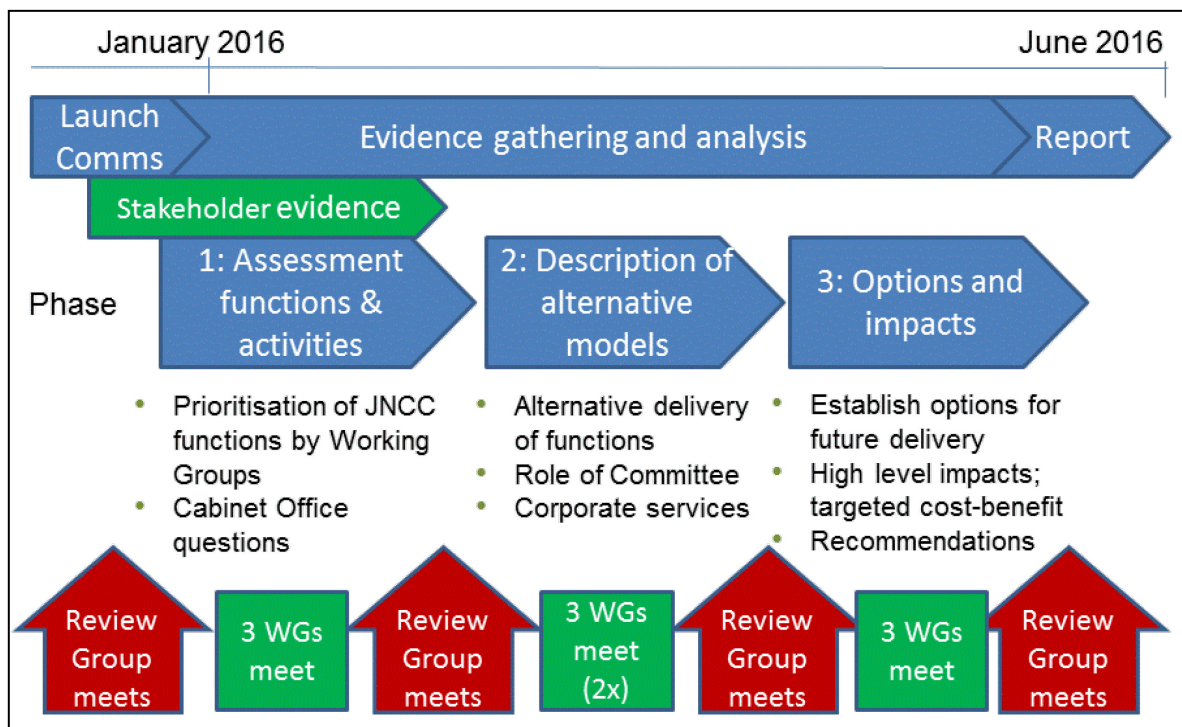 January 2016
June 2016
Launch
Comms
Evidence gathering and analysis
Report
Stakeholder evidence
Phase
1: Assessment
functions &
activities
2: Description of
alternative
models
3: Options and
impacts
• Prioritisation of JNCC
functions by Working
Groups
• Cabinet Office
questions
• Alternative delivery
of functions
• Role of Committee
• Corporate services
• Establish options for
future delivery
• High level impacts;
targeted cost-benefit
• Recommendations
Review
Group
meets
3 WGs
meet
Review
Group
meets
3 WGs
meet
(2x)
Review
Group
meets
3 WGs
meet
Review
Group
meets